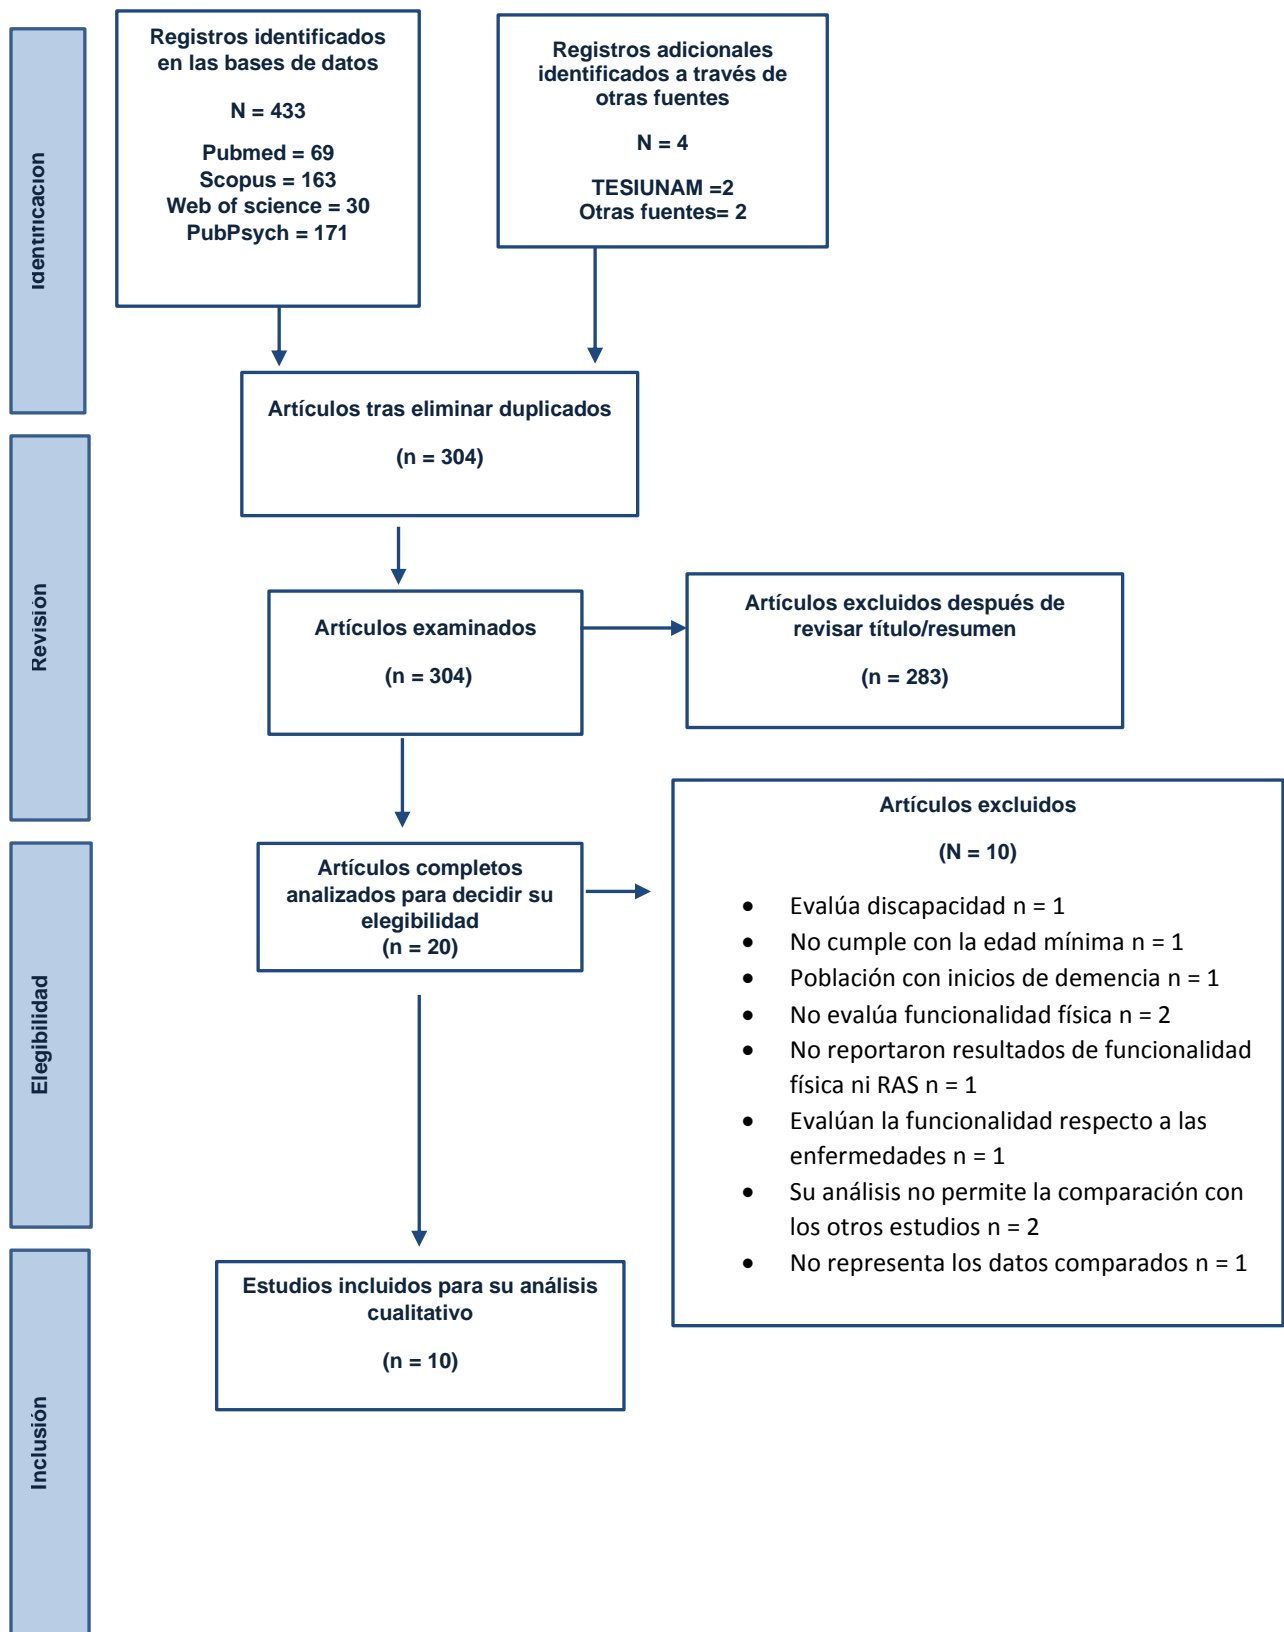 Identificación
Registros identificados
en las bases de datos
N = 433
Pubmed = 69
Scopus = 163
Web of science = 30
PubPsych = 171
Registros adicionales
identificados a través de
otras fuentes
N = 4
TESIUNAM =2
Otras fuentes= 2
Artículos tras eliminar duplicados
(n = 304)
Revisión
Artículos examinados
(n = 304)
Artículos excluidos después de
revisar título/resumen
(n = 283)
Elegibilidad
Artículos completos
analizados para decidir su
elegibilidad
(n = 20)
Artículos excluidos
(N = 10)
• Evalúa discapacidad n = 1
• No cumple con la edad mínima n = 1
• Población con inicios de demencia n = 1
• No evalúa funcionalidad física n = 2
• No reportaron resultados de funcionalidad
física ni RAS n = 1
• Evalúan la funcionalidad respecto a las
enfermedades n = 1
• Su análisis no permite la comparación con
los otros estudios n = 2
• No representa los datos comparados n = 1
Inclusión
Estudios incluidos para su análisis
cualitativo
(n = 10)